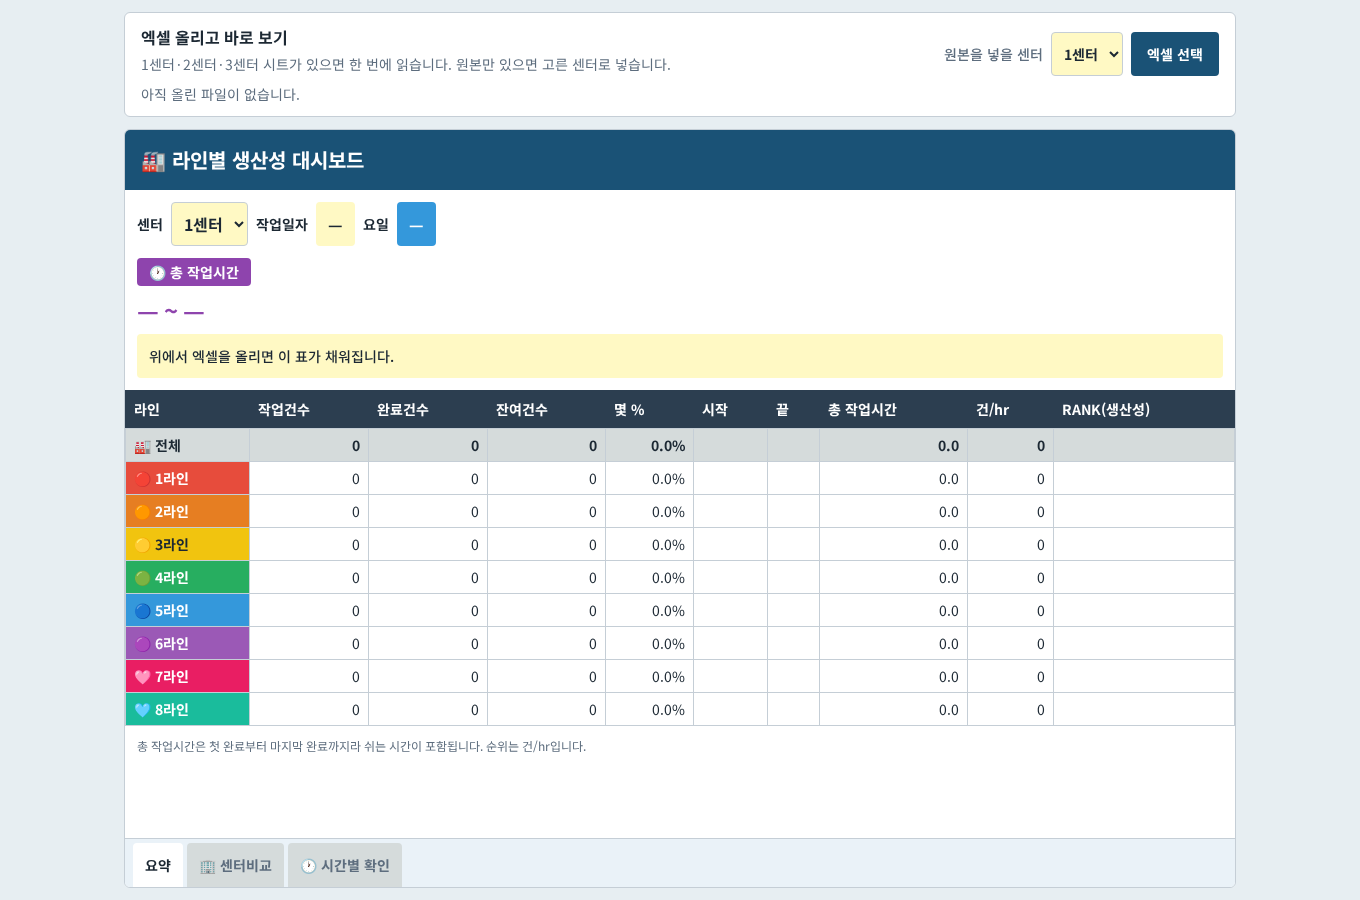 엑셀 올리고 바로 보기
1센터·2센터·3센터 시트가 있으면 한 번에 읽습니다. 원본만 있으면 고른 센터로 넣습니다.
아직 올린 파일이 없습니다.
원본을 넣을 센터 1센터 엑셀 선택
🏭 라인별 생산성 대시보드
센터 1센터 작업일자 — 요일 —
🕐 총 작업시간
— ~ —
위에서 엑셀을 올리면 이 표가 채워집니다.
라인 작업건수 완료건수 잔여건수 몇 % 시작 끝 총 작업시간 건/hr RANK(생산성)
🏭 전체 0 0 0 0.0% 0.0 0
🔴 1라인 0 0 0 0.0% 0.0 0
🟠 2라인 0 0 0 0.0% 0.0 0
🟡 3라인 0 0 0 0.0% 0.0 0
🟢 4라인 0 0 0 0.0% 0.0 0
🔵 5라인 0 0 0 0.0% 0.0 0
🟣 6라인 0 0 0 0.0% 0.0 0
🩷 7라인 0 0 0 0.0% 0.0 0
🩵 8라인 0 0 0 0.0% 0.0 0
총 작업시간은 첫 완료부터 마지막 완료까지라 쉬는 시간이 포함됩니다. 순위는 건/hr입니다.
요약 🏢 센터비교 🕐 시간별 확인